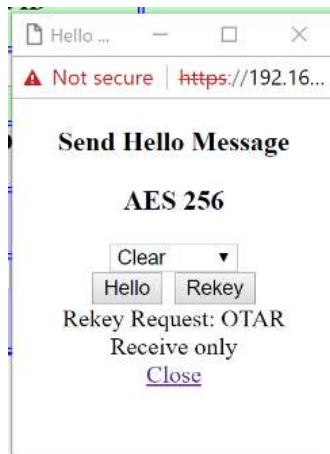 Hello ...
Not secure | https://192.16...
Send Hello Message
AES 256
Clear
Hello Rekey
Rekey Request: OTAR
Receive only
Close